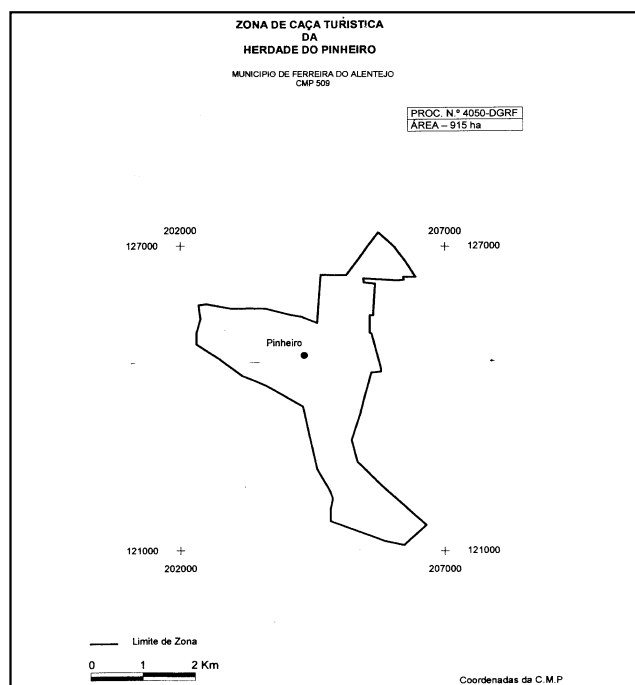 ZONA DE CAÇA TURISTICA
DA
HERDADE DO PINHEIRO
MUNICIPIO DE FERREIRA DO ALENTEJO
CMP 509
PROC. N.º 4050-DGRF
ÁREA – 915 ha
202000
207000
127000
127000
Pinheiro
121000
121000
202000
207000
Limite de Zona
0 1 2 Km
Coordenadas da C.M.P